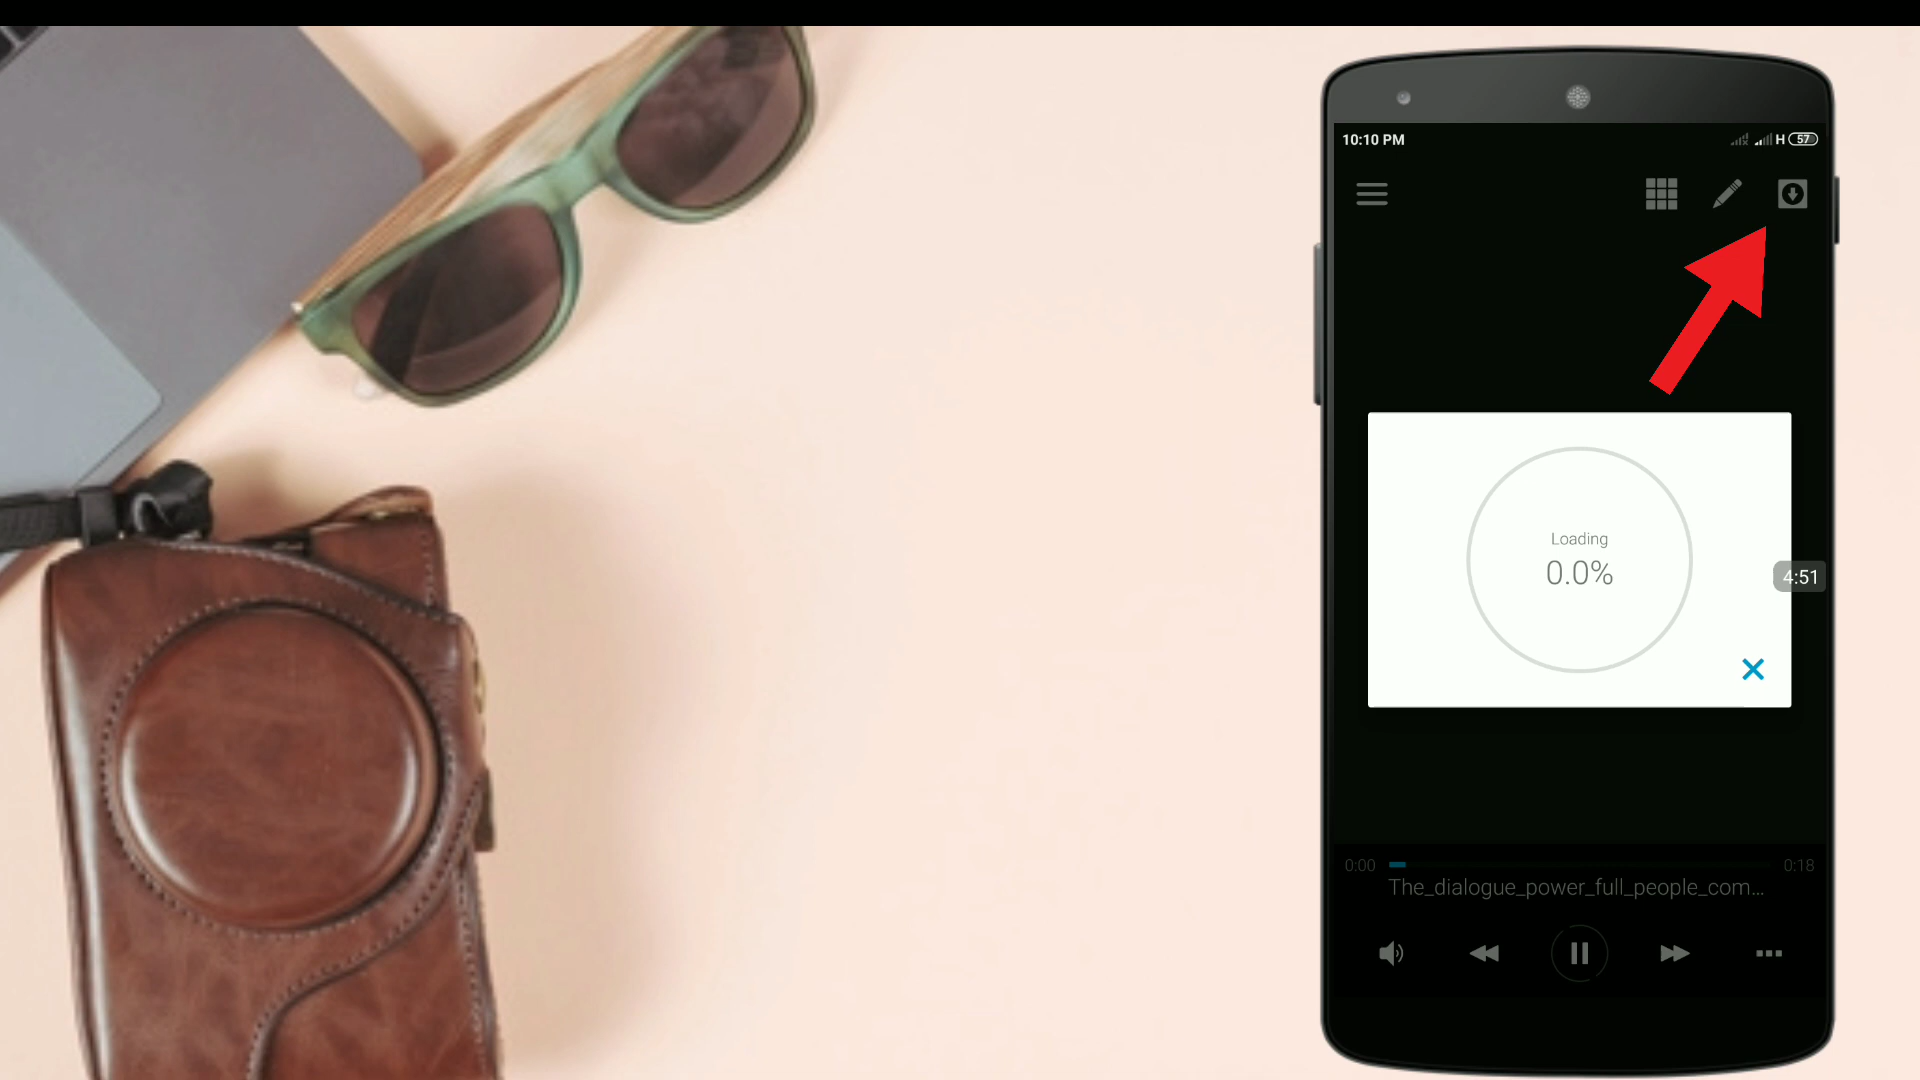 10:10 PM
H 57
Loading
0.0%
4:51
0:00
0:18
The_dialogue_power_full_people_com...